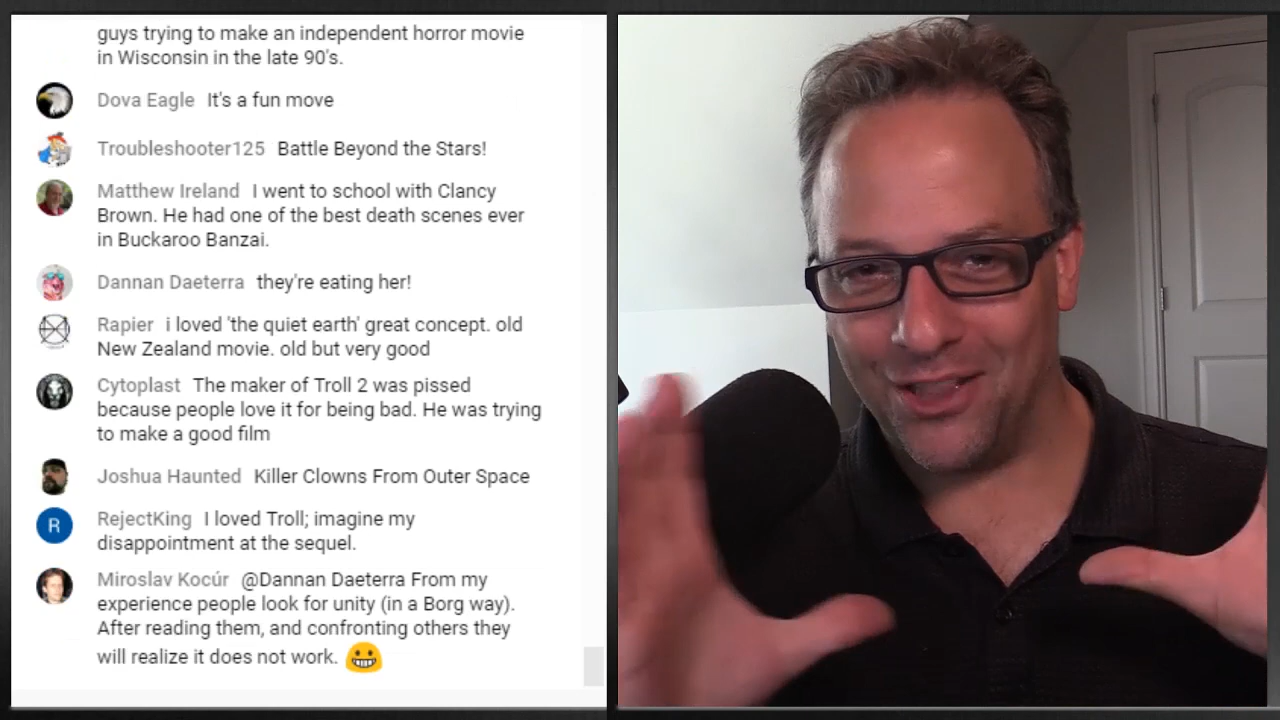 guys trying to make an independent horror movie
in Wisconsin in the late 90's.
Dova Eagle It's a fun move
Troubleshooter125 Battle Beyond the Stars!
Matthew Ireland I went to school with Clancy
Brown. He had one of the best death scenes ever
in Buckaroo Banzai.
Dannan Daeterra they're eating her!
Rapier i loved 'the quiet earth' great concept. old
New Zealand movie. old but very good
Cytoplast The maker of Troll 2 was pissed
because people love it for being bad. He was trying
to make a good film
Joshua Haunted Killer Clowns From Outer Space
R
RejectKing I loved Troll; imagine my
disappointment at the sequel.
Miroslav Kocúr @Dannan Daeterra From my
experience people look for unity (in a Borg way).
After reading them, and confronting others they
will realize it does not work. 😀